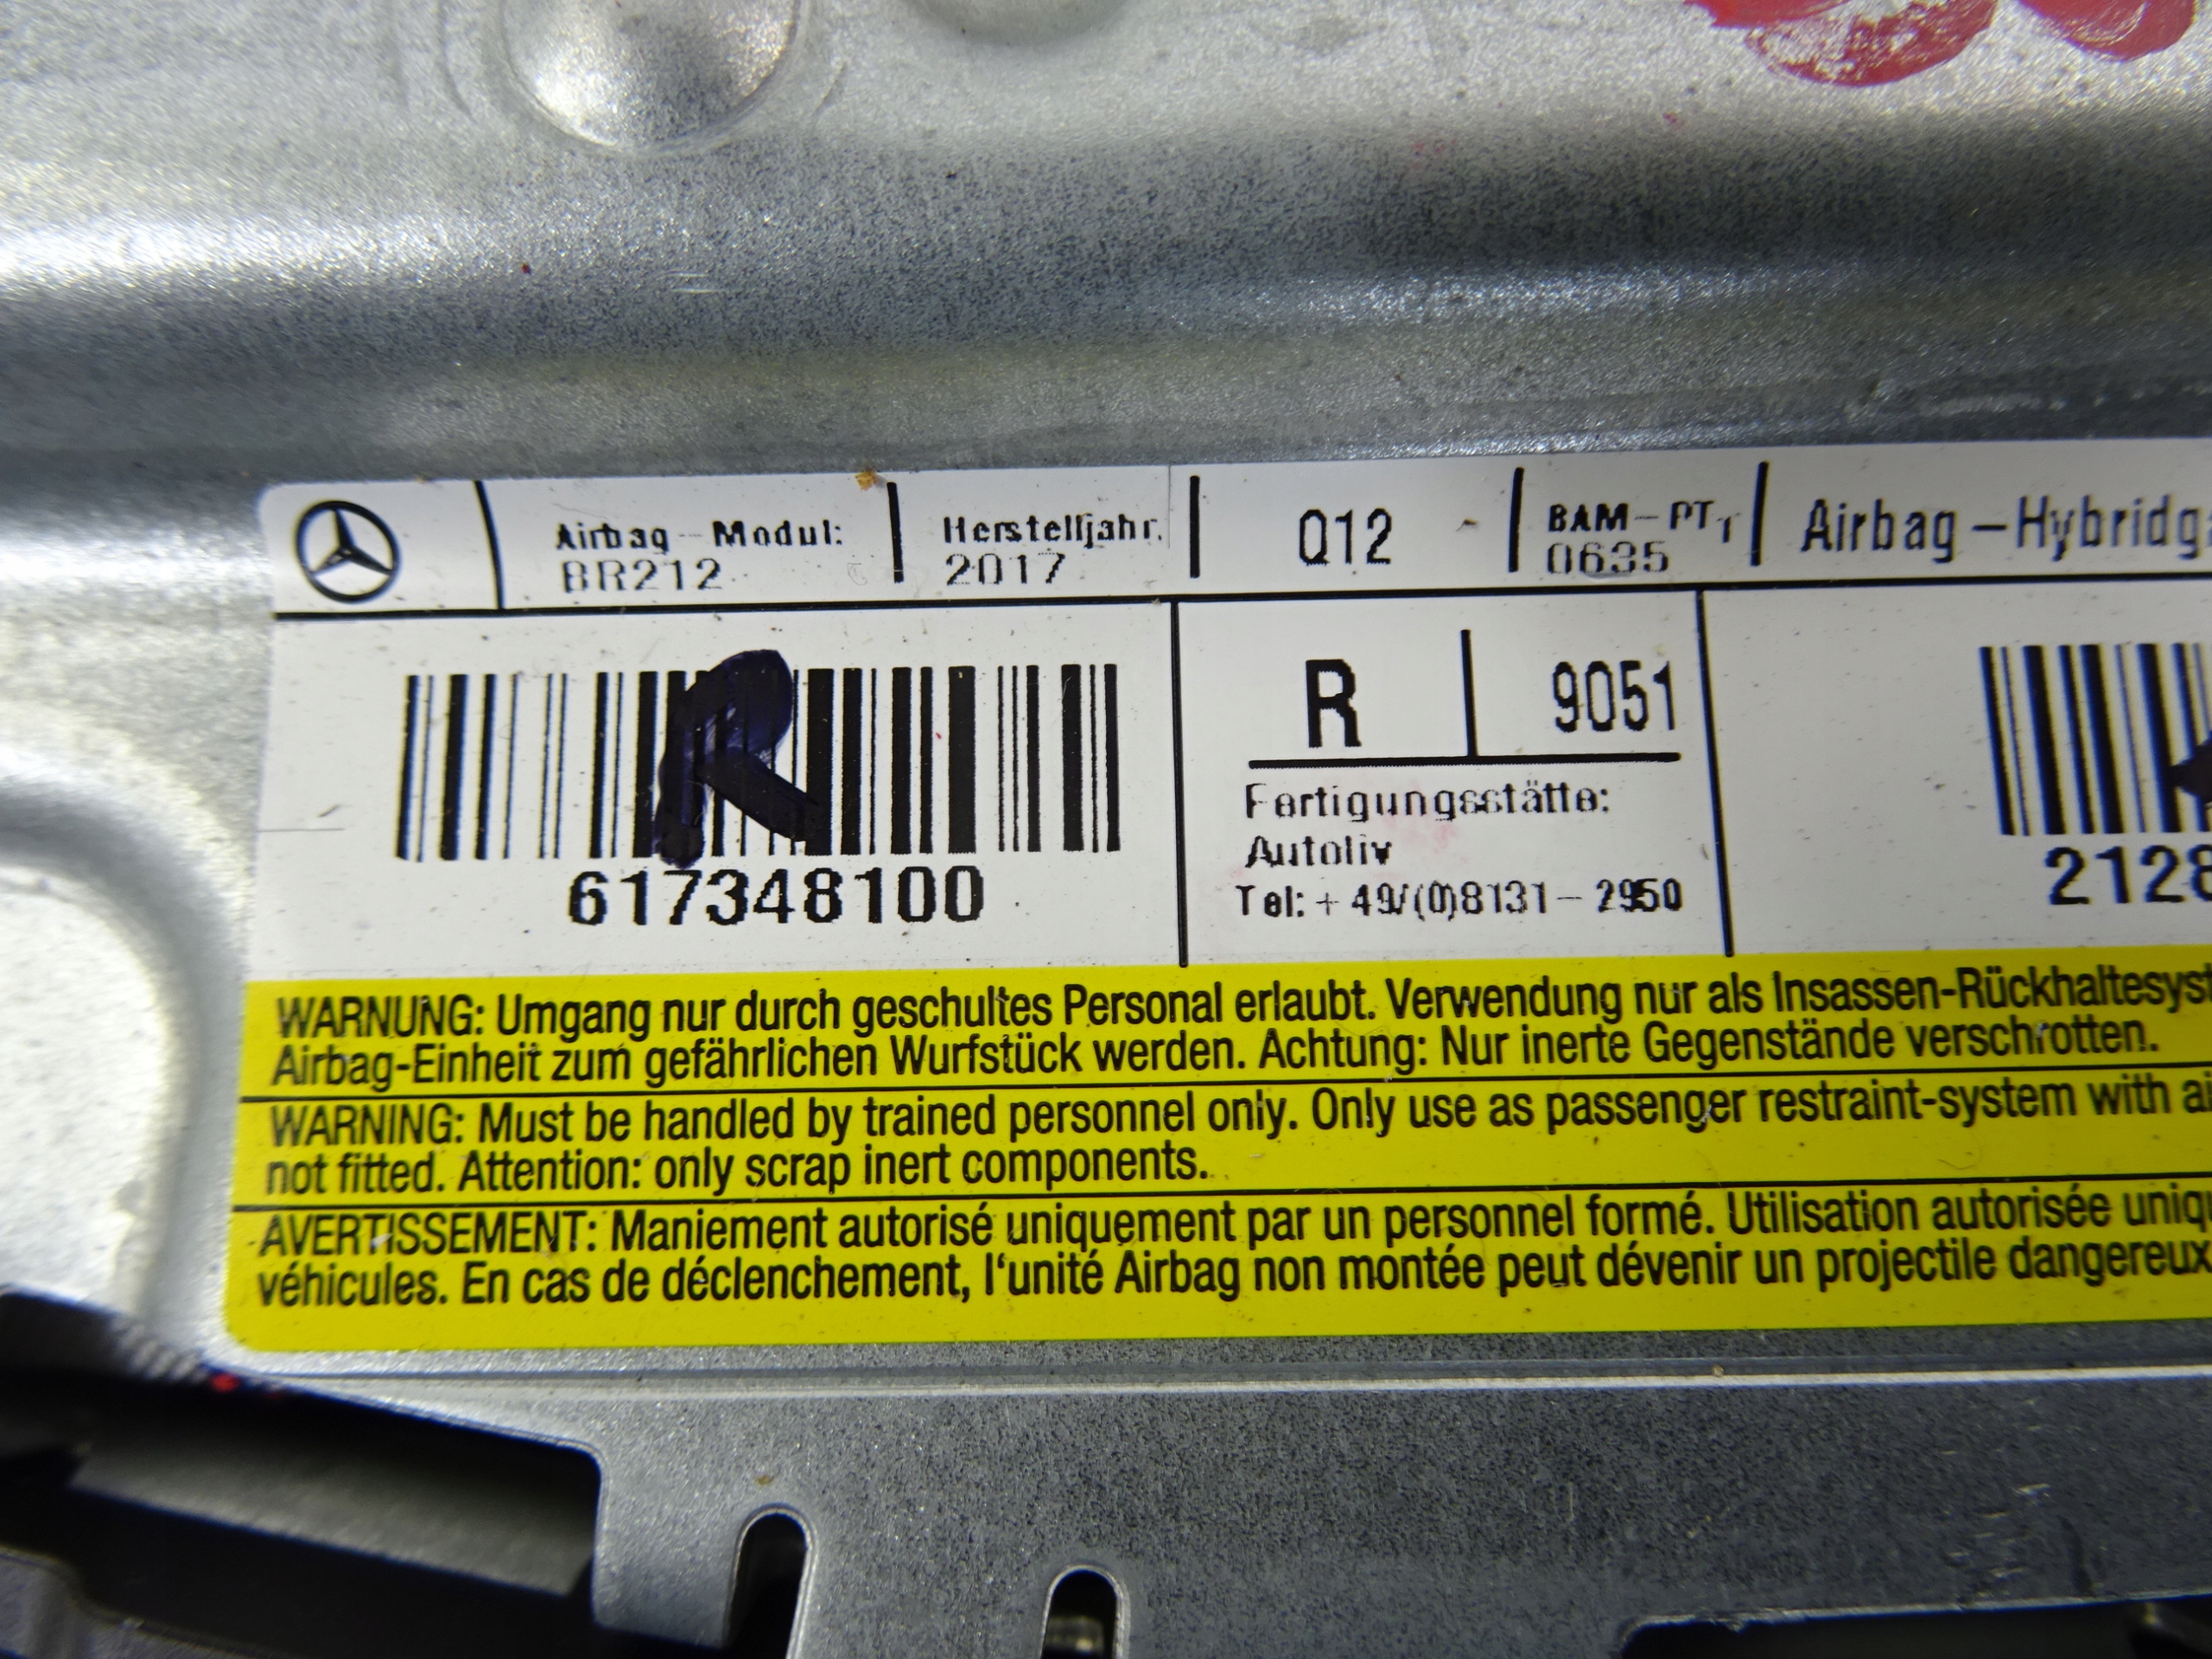 Airbag-Modul:
BR212
Herstelljahr.
2017
Q12
BAM-PT1
0635
Airbag-Hybridg
R
617348100
R 9051
Fertigungsstätte:
Autoliv
Tel: + 49/(0)8131-2950
2128
WARNUNG: Umgang nur durch geschultes Personal erlaubt. Verwendung nur als Insassen-Rückhaltesyst
Airbag-Einheit zum gefährlichen Wurfstück werden. Achtung: Nur inerte Gegenstände verschrotten.
WARNING: Must be handled by trained personnel only. Only use as passenger restraint-system with ai
not fitted. Attention: only scrap inert components.
AVERTISSEMENT: Maniement autorisé uniquement par un personnel formé. Utilisation autorisée uniq
véhicules. En cas de déclenchement, l'unité Airbag non montée peut dévenir un projectile dangereux